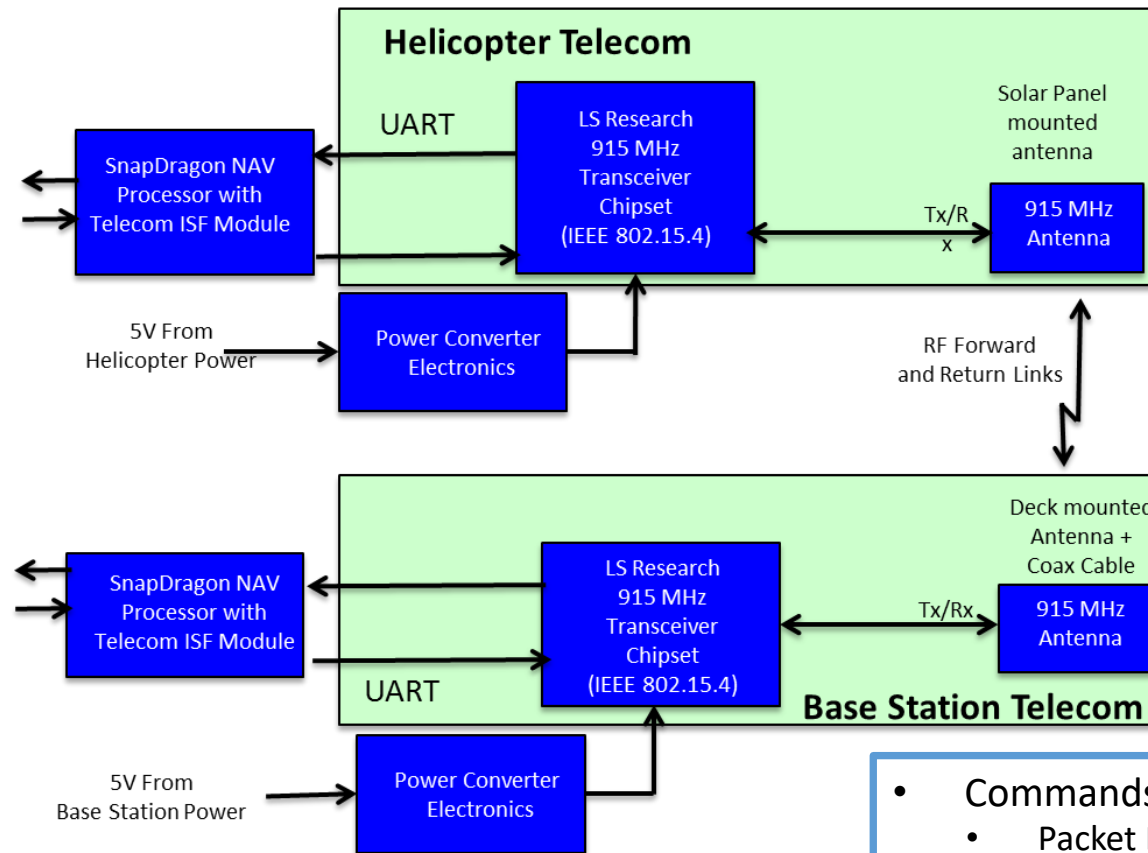 Helicopter Telecom
UART
SnapDragon NAV
Processor with
Telecom ISF Module
LS Research
915 MHz
Transceiver
Chipset
(IEEE 802.15.4)
Tx/R
x
Solar Panel
mounted
antenna
915 MHz
Antenna
5V From
Helicopter Power
Power Converter
Electronics
RF Forward
and Return Links
SnapDragon NAV
Processor with
Telecom ISF Module
UART
LS Research
915 MHz
Transceiver
Chipset
(IEEE 802.15.4)
Tx/Rx
Deck mounted
Antenna +
Coax Cable
915 MHz
Antenna
Base Station Telecom
5V From
Base Station Power
Power Converter
Electronics
• Commands
• Packet